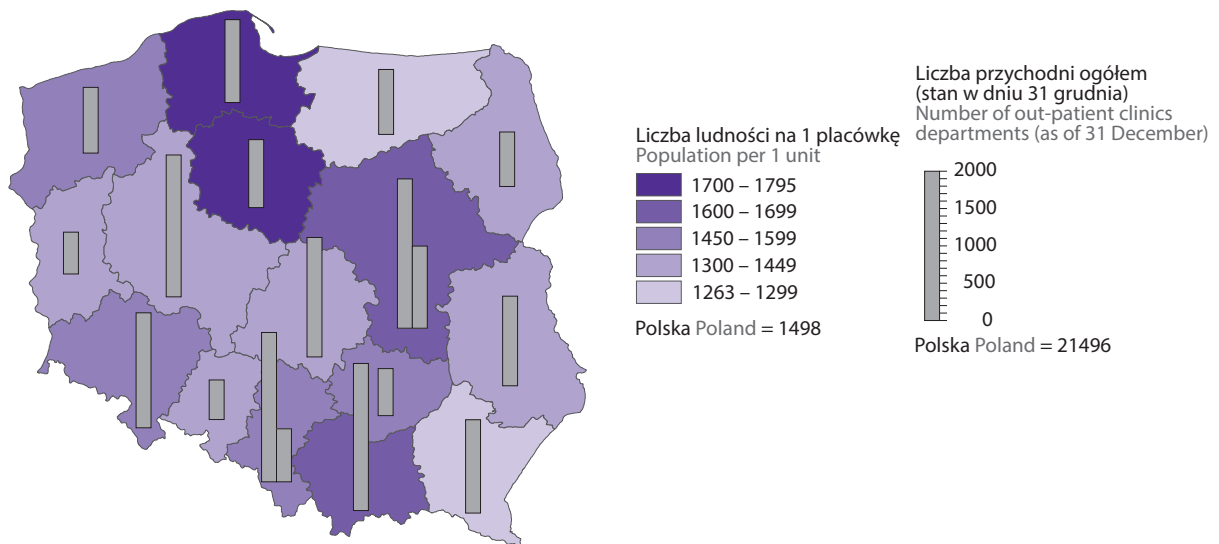 Liczba ludności na 1 placówkę
Population per 1 unit
1700 – 1795
1600 – 1699
1450 – 1599
1300 – 1449
1263 – 1299
Polska Poland = 1498
Liczba przychodni ogółem
(stan w dniu 31 grudnia)
Number of out-patient clinics
departments (as of 31 December)
2000
1500
1000
500
0
Polska Poland = 21496